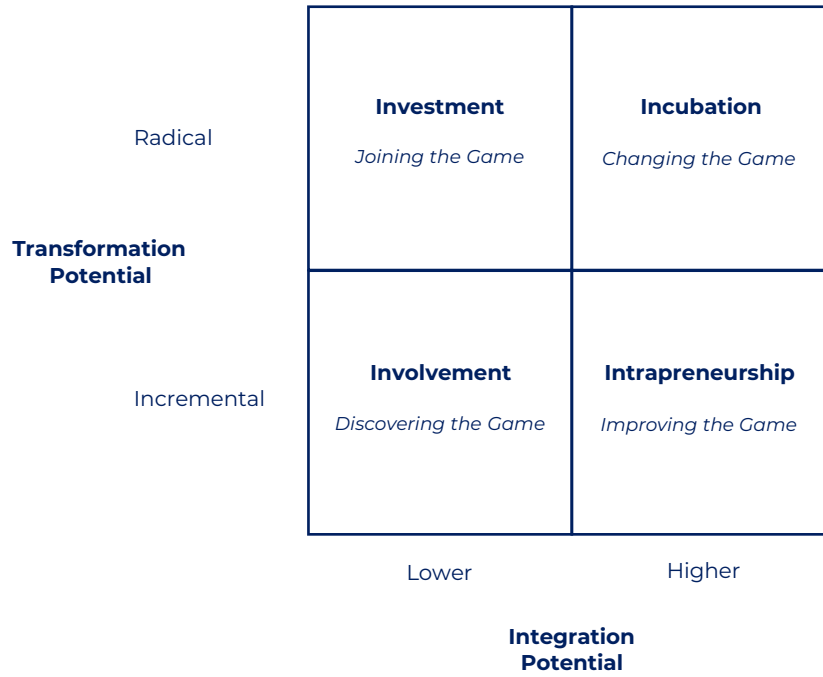 Investment
Incubation
Radical
Joining the Game
Changing the Game
Transformation
Potential
Involvement
Intrapreneurship
Incremental
Discovering the Game
Improving the Game
Lower
Higher
Integration
Potential